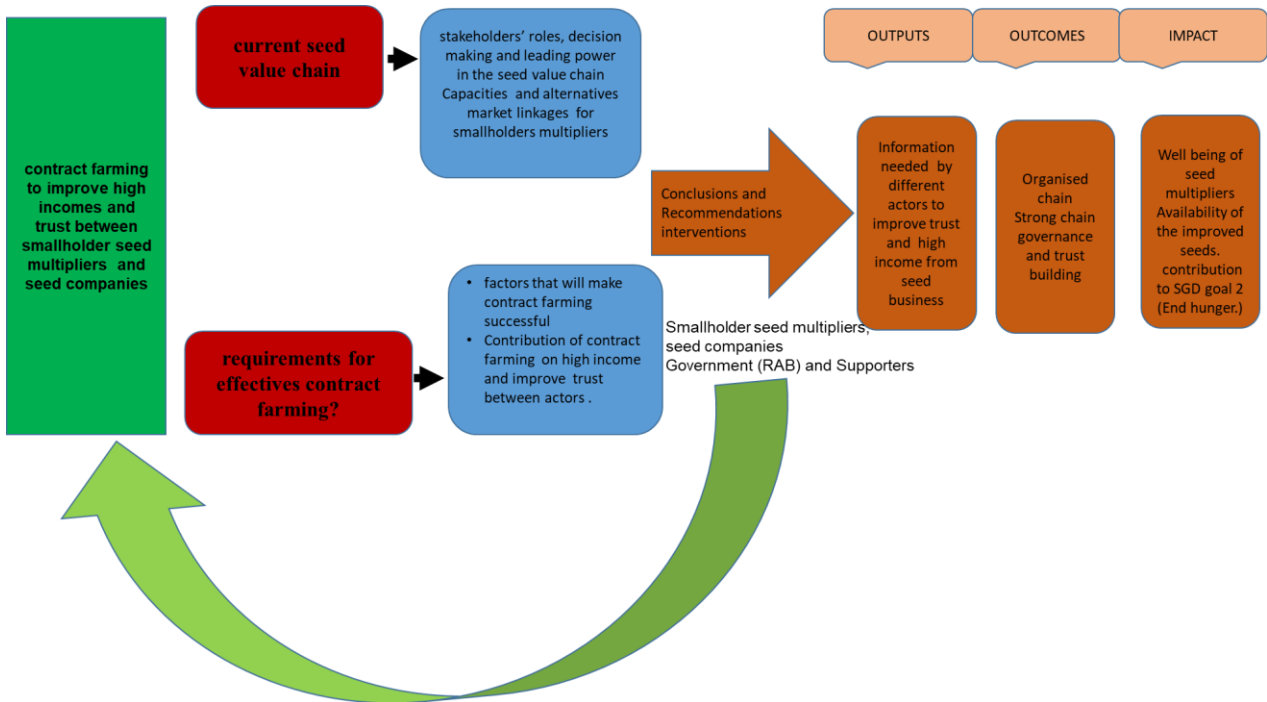 contract farming
to improve high
incomes and
trust between
smallholder seed
multipliers and
seed companies
current seed
value chain
stakeholders’ roles, decision
making and leading power
in the seed value chain
Capacities and alternatives
market linkages for
smallholders multipliers
requirements for
effectives contract
farming?
• factors that will make
contract farming
successful
• Contribution of contract
farming on high income
and improve trust
between actors .
Conclusions and
Recommendations
interventions
Smallholder seed multipliers,
seed companies
Government (RAB) and Supporters
OUTPUTS
OUTCOMES
IMPACT
Information
needed by
different
actors to
improve trust
and high
income from
seed
business
Organised
chain
Strong chain
governance
and trust
building
Well being of
seed
multipliers
Availability of
the improved
seeds.
contribution
to SGD goal 2
(End hunger.)